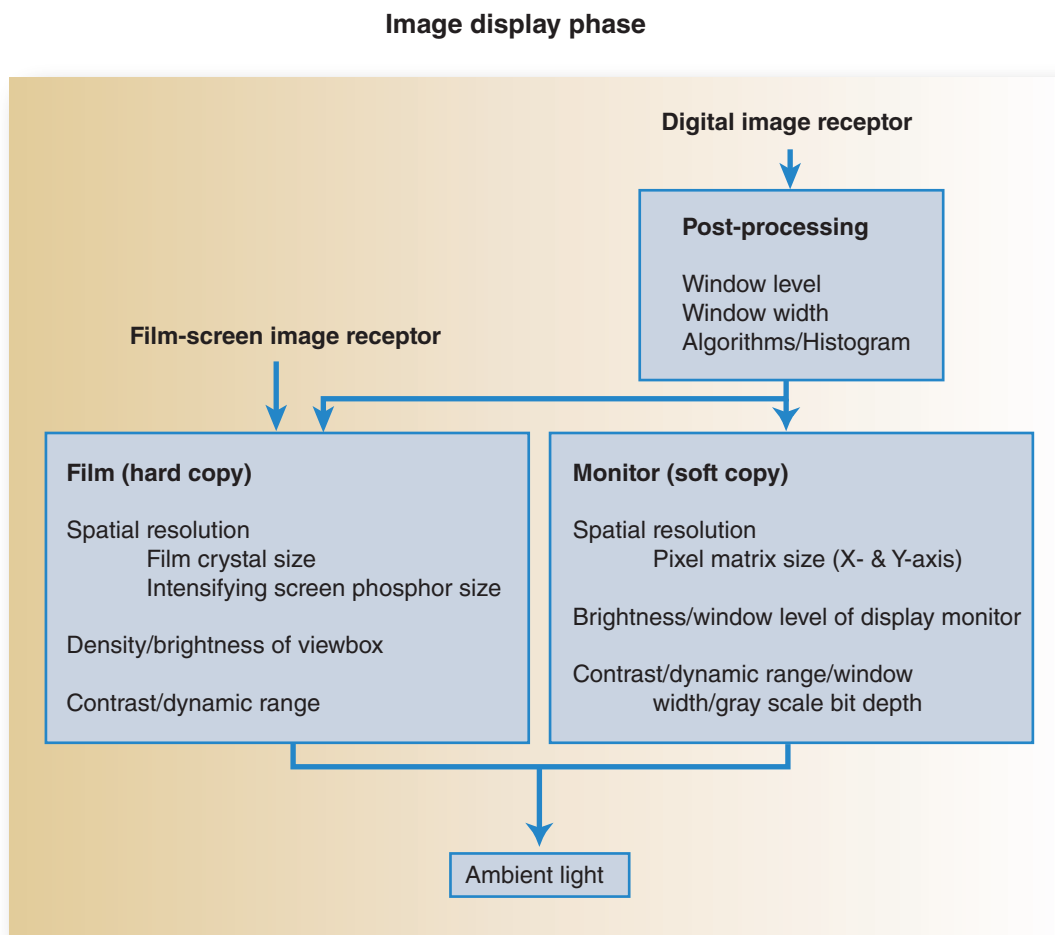 Image display phase
Digital image receptor
Post-processing
Window level
Window width
Algorithms/Histogram
Film-screen image receptor
Film (hard copy)
Spatial resolution
Film crystal size
Intensifying screen phosphor size
Density/brightness of viewbox
Contrast/dynamic range
Monitor (soft copy)
Spatial resolution
Pixel matrix size (X- & Y-axis)
Brightness/window level of display monitor
Contrast/dynamic range/window
width/gray scale bit depth
Ambient light